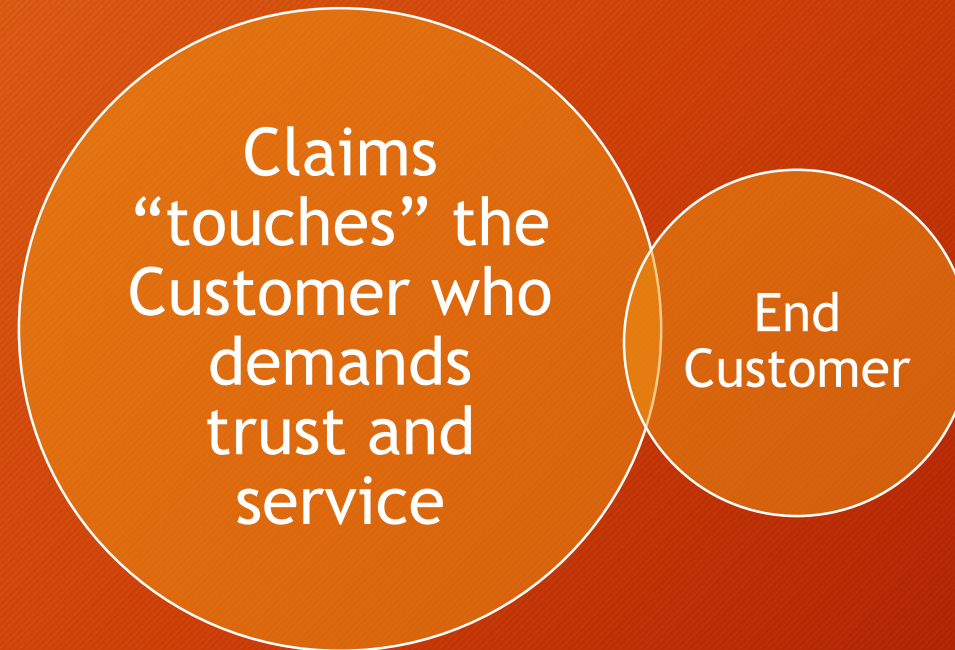 Claims
“touches” the
Customer who
demands
trust and
service
End
Customer